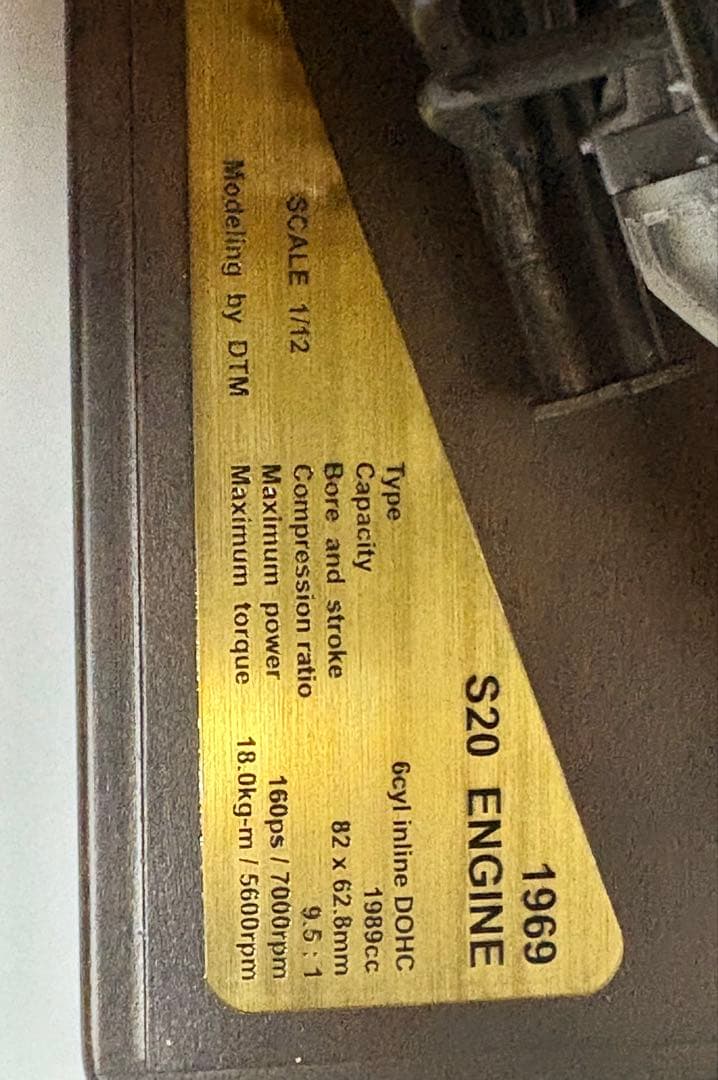 1969
S20 ENGINE
Type 6cyl inline DOHC
Capacity 1989cc
Bore and stroke 82 x 62.8mm
Compression ratio 9.5 : 1
Maximum power 160ps / 7000rpm
Maximum torque 18.0kg-m / 5600rpm
SCALE 1/12
Modeling by DTM